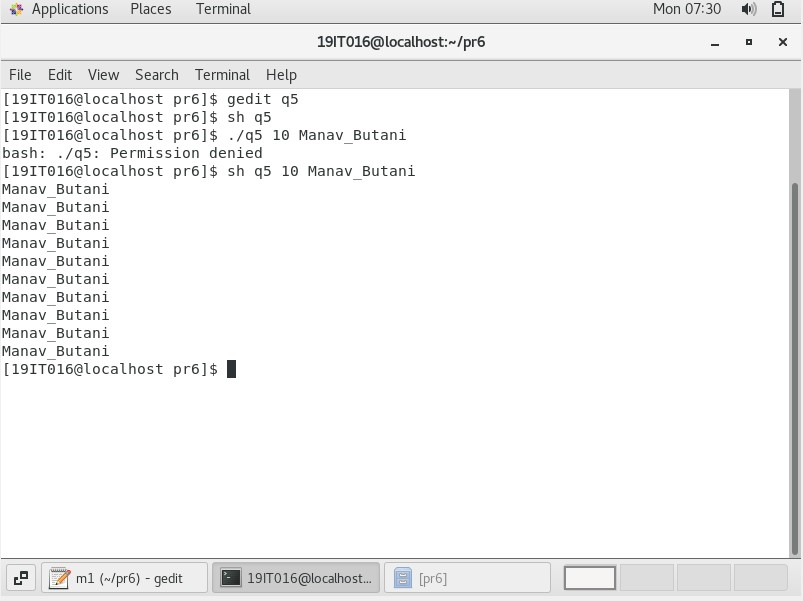 Applications Places Terminal Mon 07:30
19IT016@localhost:~/pr6
File Edit View Search Terminal Help
[19IT016@localhost pr6]$ gedit q5
[19IT016@localhost pr6]$ sh q5
[19IT016@localhost pr6]$ ./q5 10 Manav_Butani
bash: ./q5: Permission denied
[19IT016@localhost pr6]$ sh q5 10 Manav_Butani
Manav_Butani
Manav_Butani
Manav_Butani
Manav_Butani
Manav_Butani
Manav_Butani
Manav_Butani
Manav_Butani
Manav_Butani
Manav_Butani
[19IT016@localhost pr6]$
m1 (~/pr6) - gedit 19IT016@localhost... [pr6]